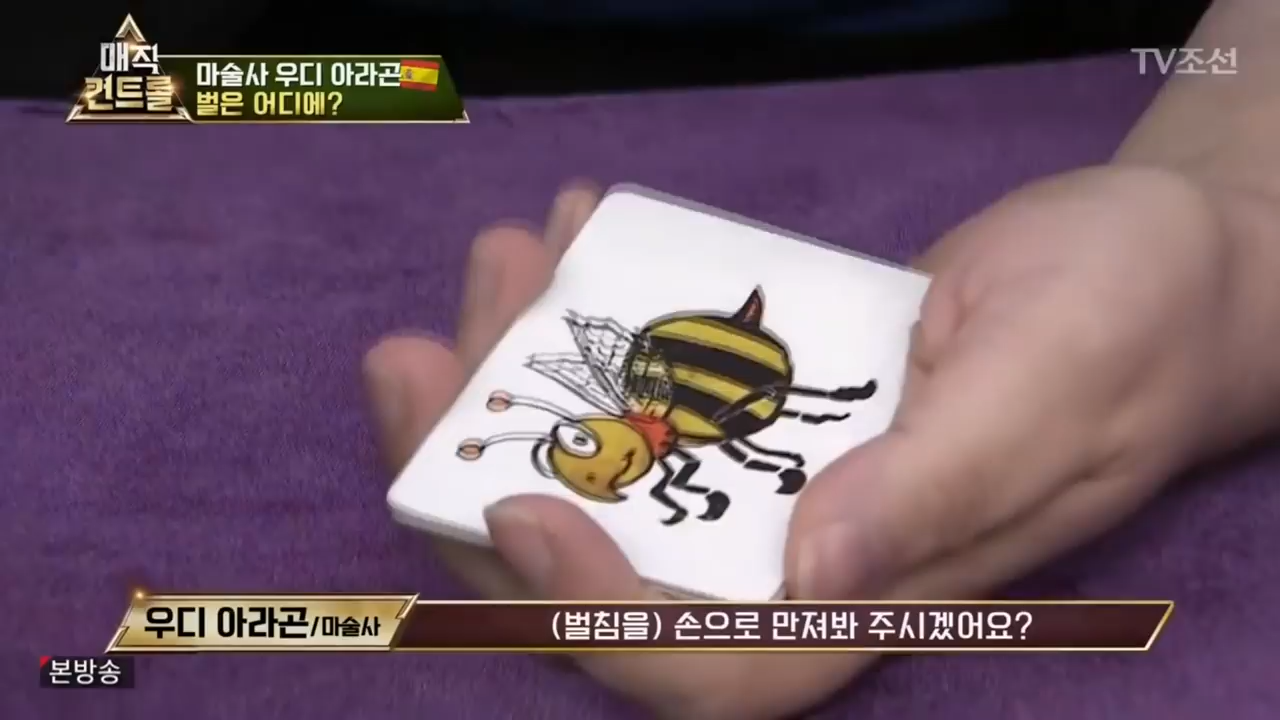 매직
컨트롤
마술사 우디 아라곤
벌은 어디에?
TV조선
우디 아라곤/마술사
(벌침을) 손으로 만져봐 주시겠어요?
본방송